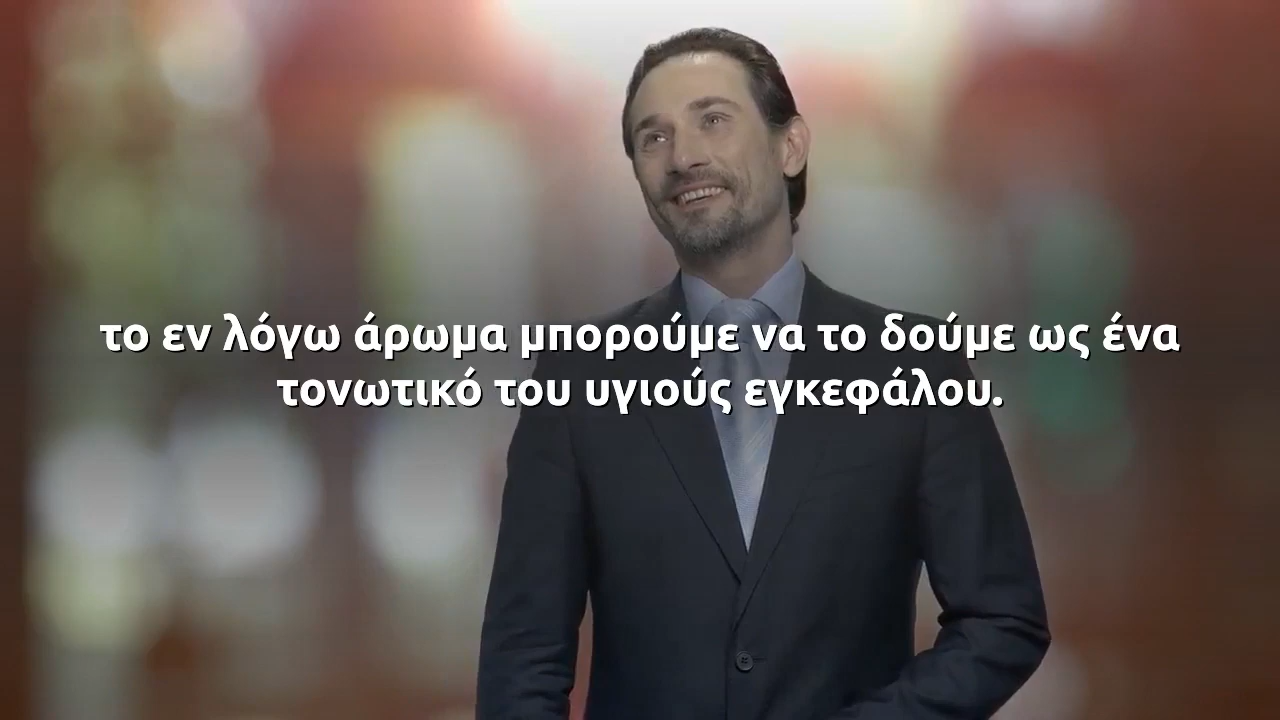 το εν λόγω άρωμα μπορούμε να το δούμε ως ένα
τονωτικό του υγιούς εγκεφάλου.